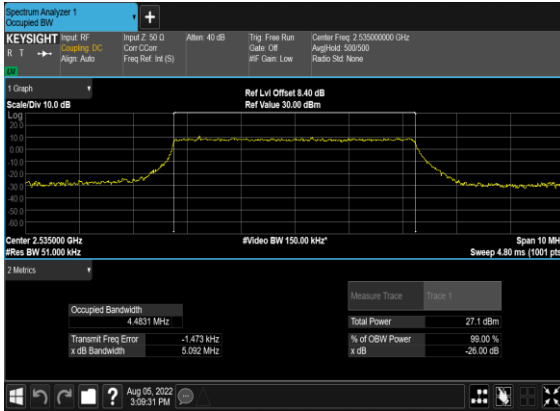 Spectrum Analyzer 1
Occupied BW
+
KEYSIGHT Input: RF Input Z: 50 Ω Atten: 40 dB Trig: Free Run Center Freq: 2.535000000 GHz
R T Coupling: DC Corr CCorr Gate: Off Avg|Hold: 500/500
Align: Auto Freq Ref: Int (S) #IF Gain: Low Radio Std: None
1 Graph
Ref Lvl Offset 8.40 dB
Scale/Div 10.0 dB Ref Value 30.00 dBm
Log
20.0
10.0
0.00
-10.0
-20.0
-30.0
-40.0
-50.0
-60.0
Center 2.535000 GHz #Video BW 150.00 kHz* Span 10 MH
#Res BW 51.000 kHz Sweep 4.80 ms (1001 pts
2 Metrics
Measure Trace Trace 1
Occupied Bandwidth
4.4831 MHz Total Power 27.1 dBm
Transmit Freq Error -1.473 kHz % of OBW Power 99.00 %
x dB Bandwidth 5.092 MHz x dB -26.00 dB
? Aug 05, 2022
3:09:31 PM